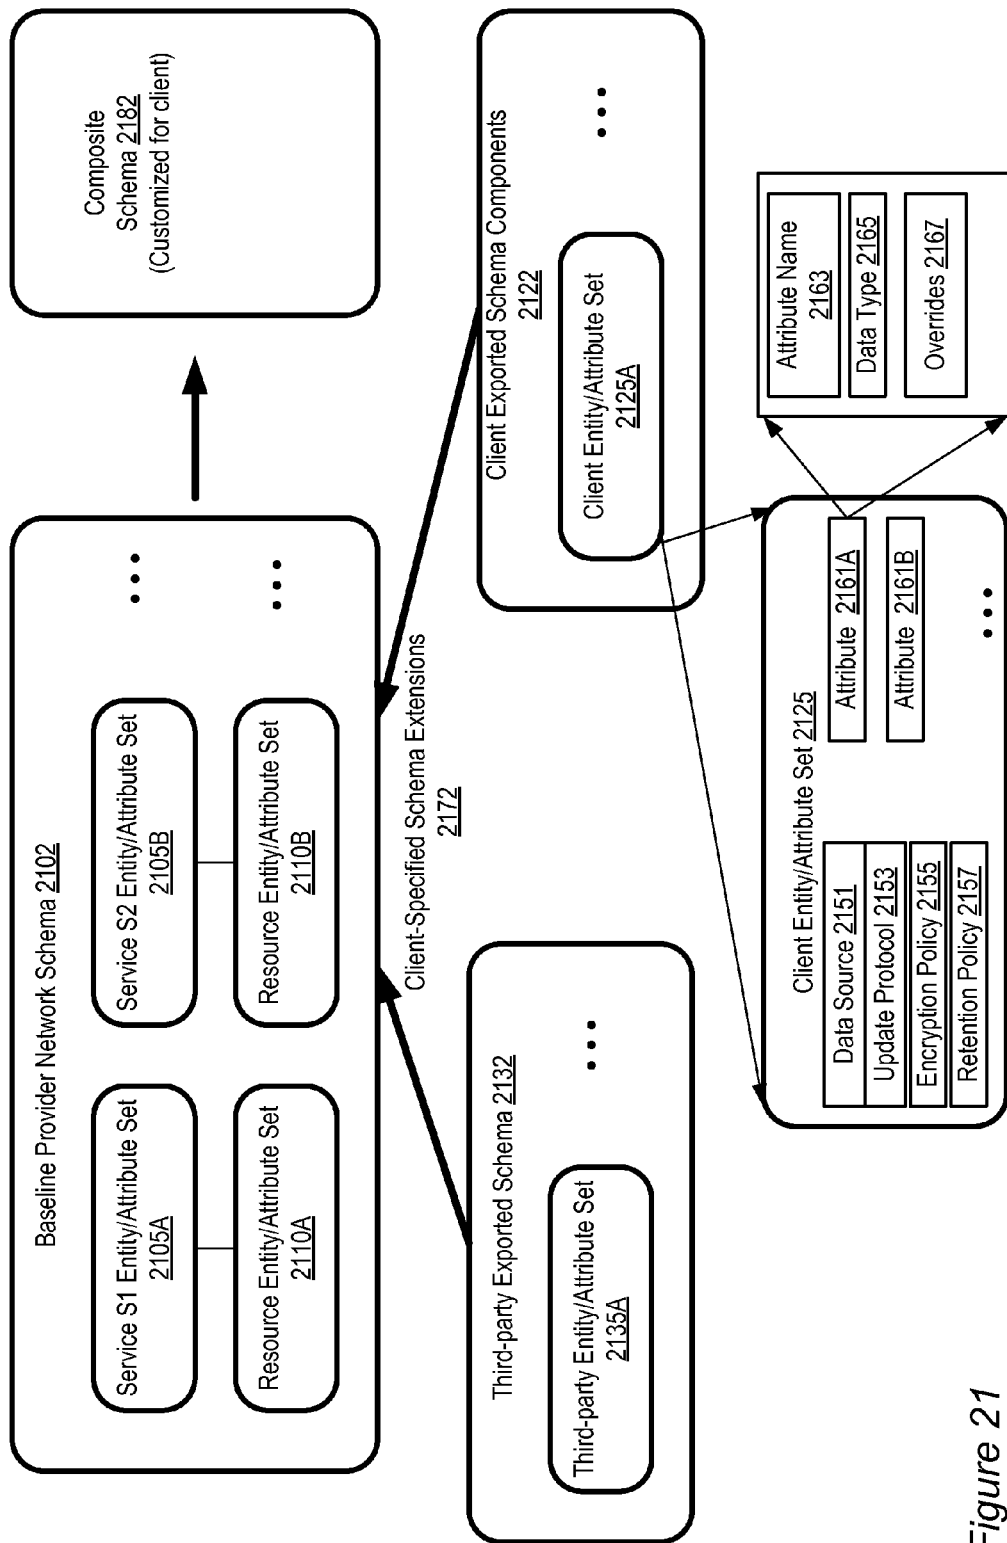 Baseline Provider Network Schema 2102
Service S1 Entity/Attribute Set
2105A
Service S2 Entity/Attribute Set
2105B
...
Resource Entity/Attribute Set
2110A
Resource Entity/Attribute Set
2110B
...
Composite
Schema 2182
(Customized for client)
Client-Specified Schema Extensions
2172
Third-party Exported Schema 2132
Third-party Entity/Attribute Set
2135A
...
Client Exported Schema Components
2122
Client Entity/Attribute Set
2125A
...
Client Entity/Attribute Set 2125
Data Source 2151
Update Protocol 2153
Encryption Policy 2155
Retention Policy 2157
Attribute 2161A
Attribute 2161B
...
Attribute Name
2163
Data Type 2165
Overrides 2167
Figure 21